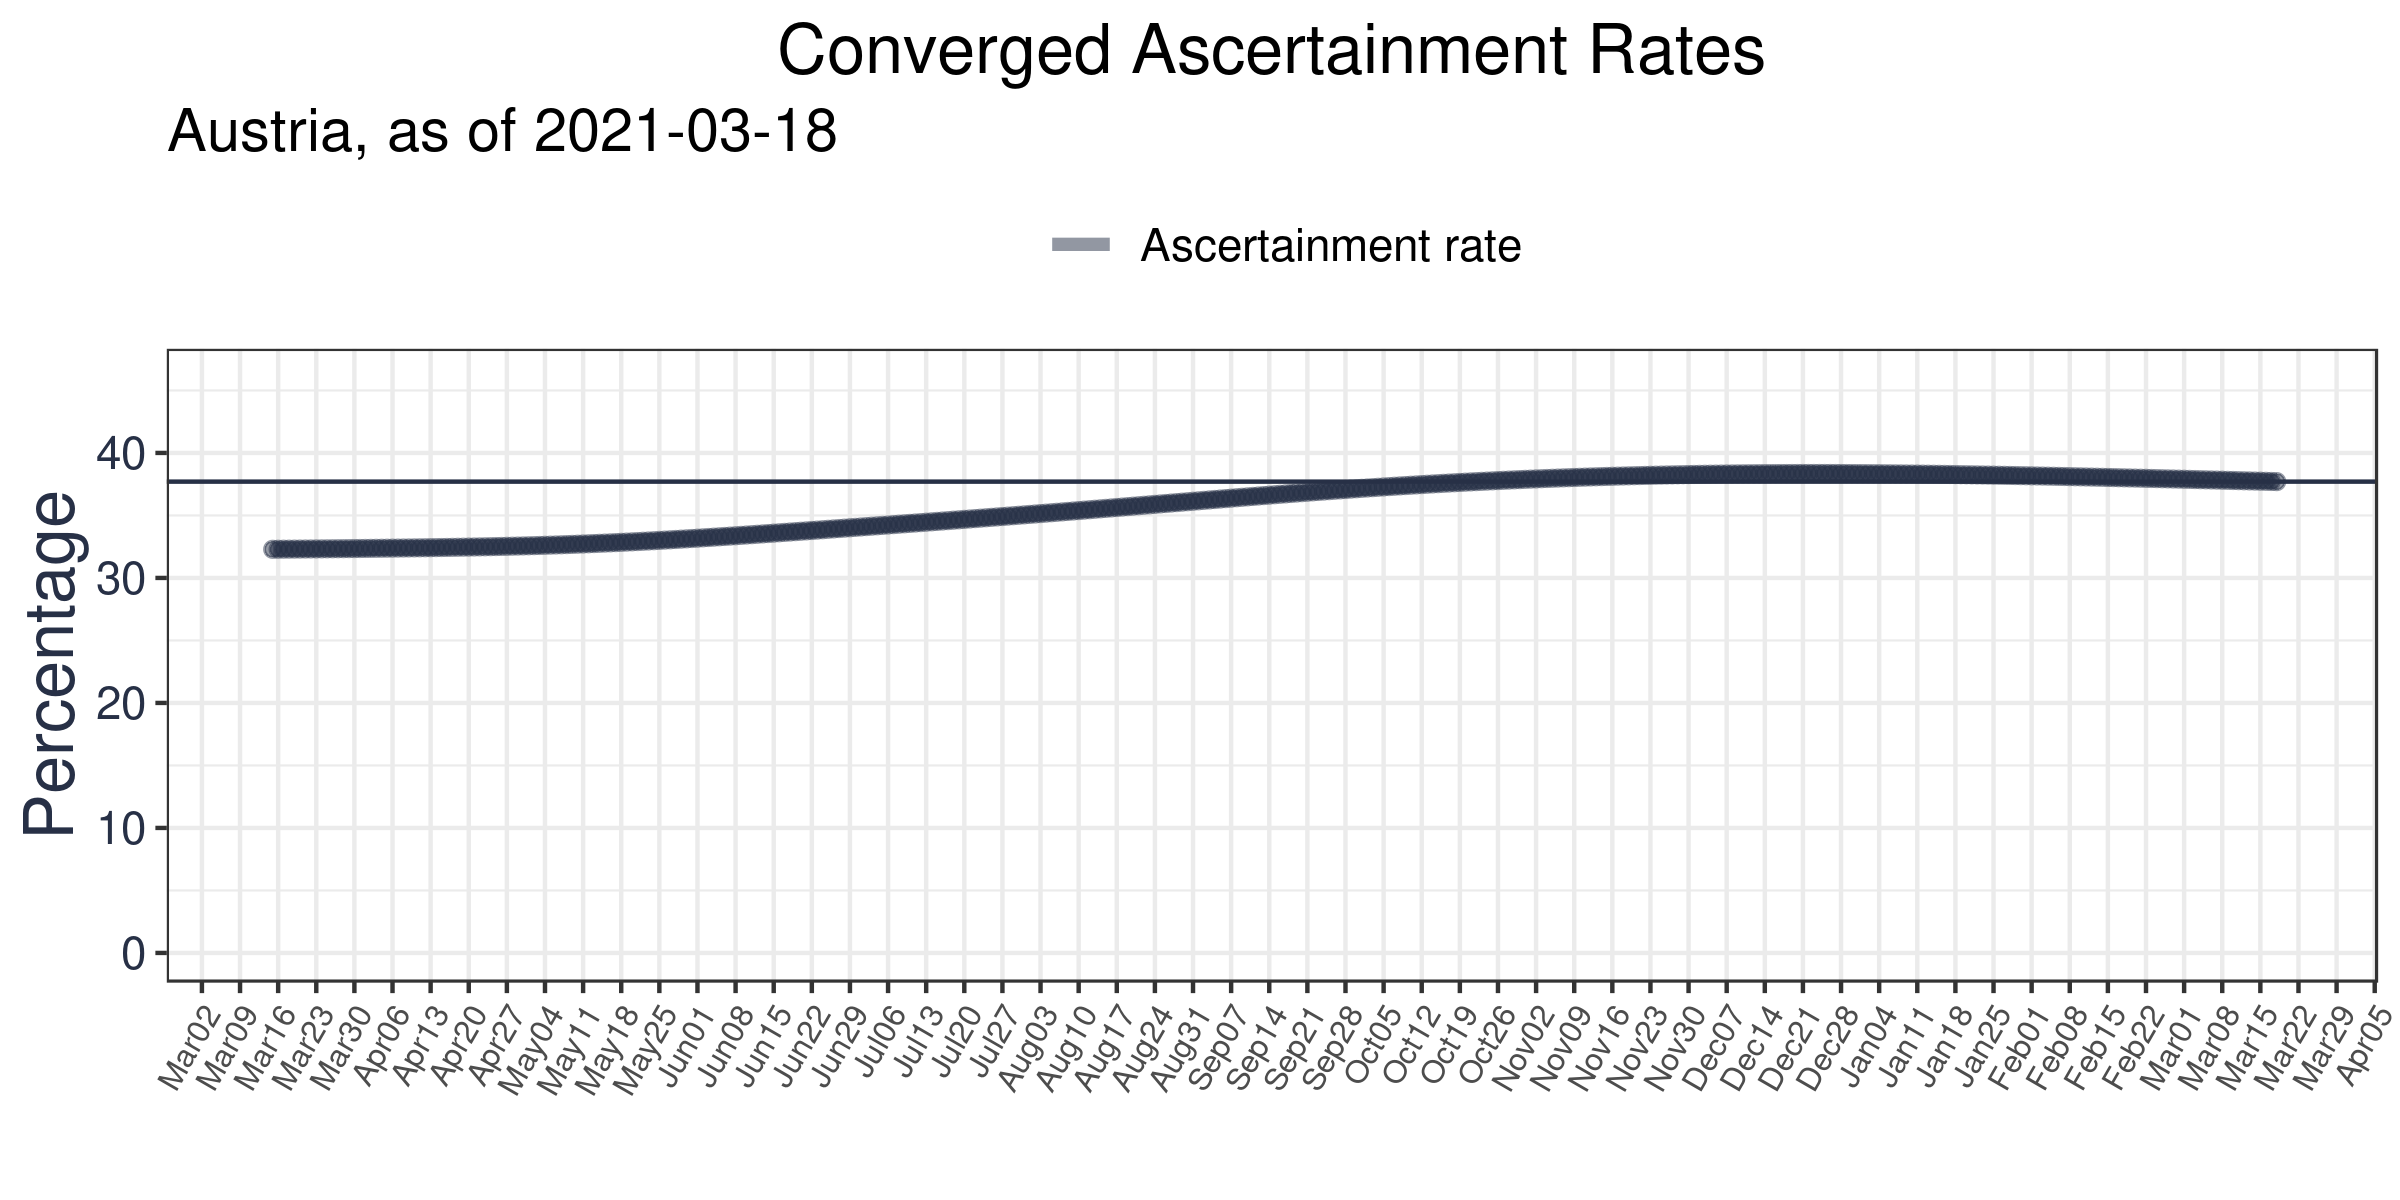 Converged Ascertainment Rates
Austria, as of 2021-03-18
Ascertainment rate
Percentage
40
30
20
10
0
Mar02 Mar09 Mar16 Mar23 Mar30 Apr06 Apr13 Apr20 Apr27 May04 May11 May18 May25 Jun01 Jun08 Jun15 Jun22 Jun29 Jul06 Jul13 Jul20 Jul27 Aug03 Aug10 Aug17 Aug24 Aug31 Sep07 Sep14 Sep21 Sep28 Oct05 Oct12 Oct19 Oct26 Nov02 Nov09 Nov16 Nov23 Nov30 Dec07 Dec14 Dec21 Dec28 Jan04 Jan11 Jan18 Jan25 Feb01 Feb08 Feb15 Feb22 Mar01 Mar08 Mar15 Mar22 Mar29 Apr05